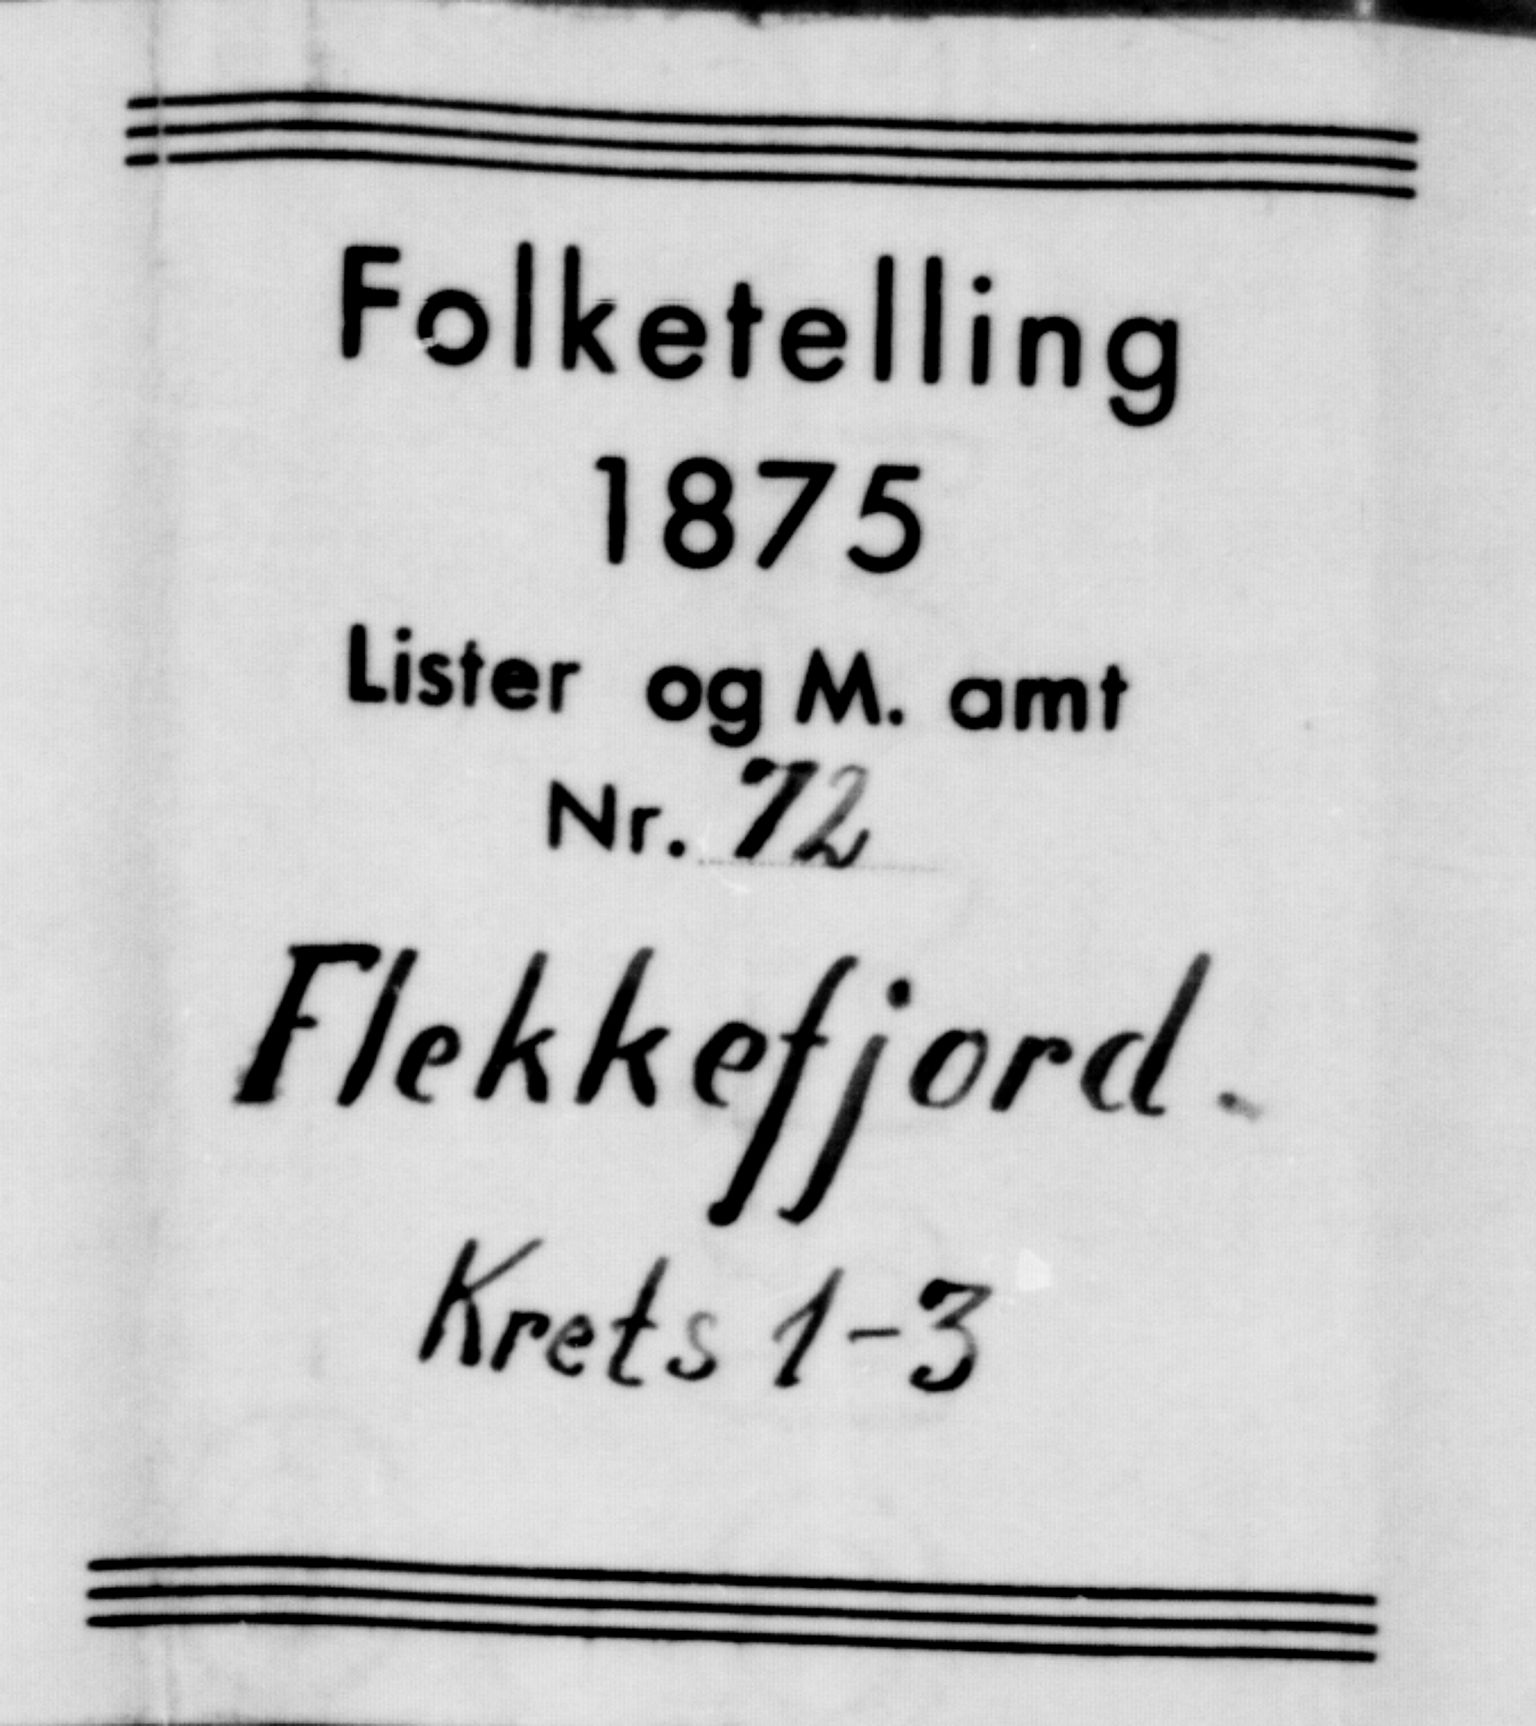 Folketelling
1875
Lister og M. amt
Nr. 72
Flekkefjord.
Krets 1-3